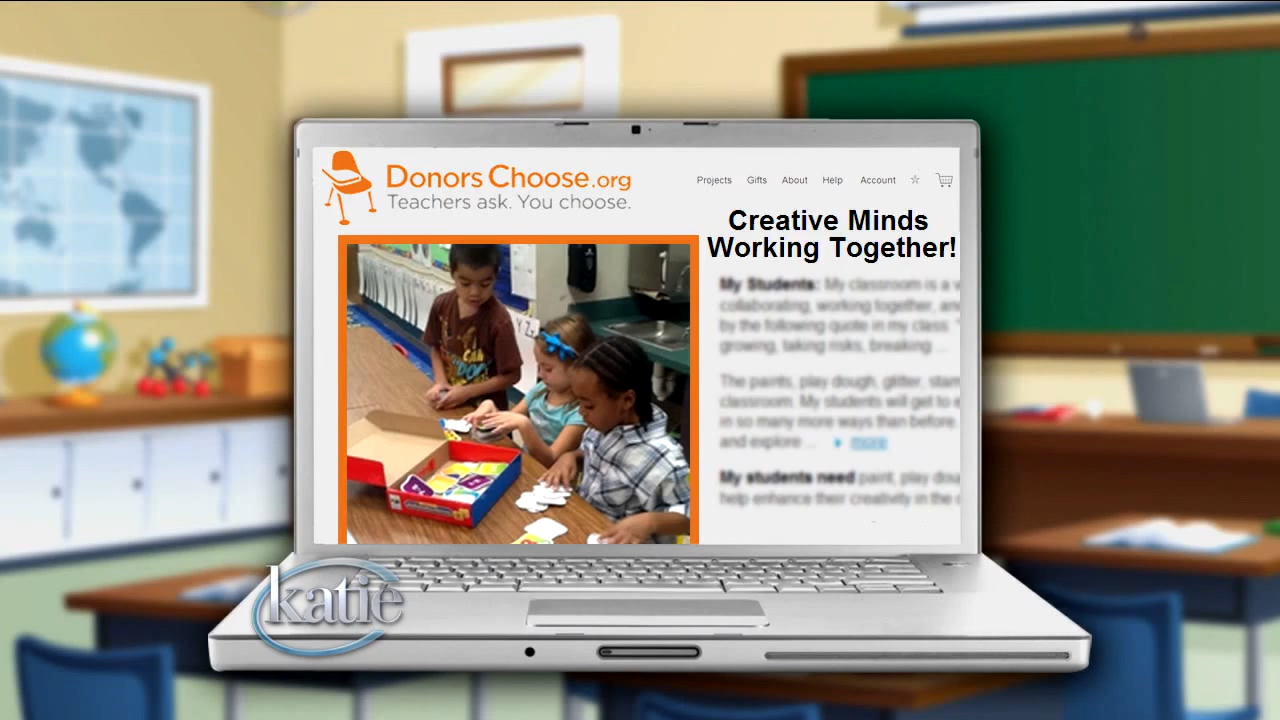 DonorsChoose.org
Teachers ask. You choose.
Projects Gifts About Help Account
Creative Minds
Working Together!
My Students: My classroom is a
collaborating, working together, and
by the following quote in my class: "
growing, taking risks, breaking ...
The paints, play dough, glitter,
classroom. My students will get to
in so many more ways than before.
and explore ... more
My students need paint, play
help enhance their creativity in the
katie